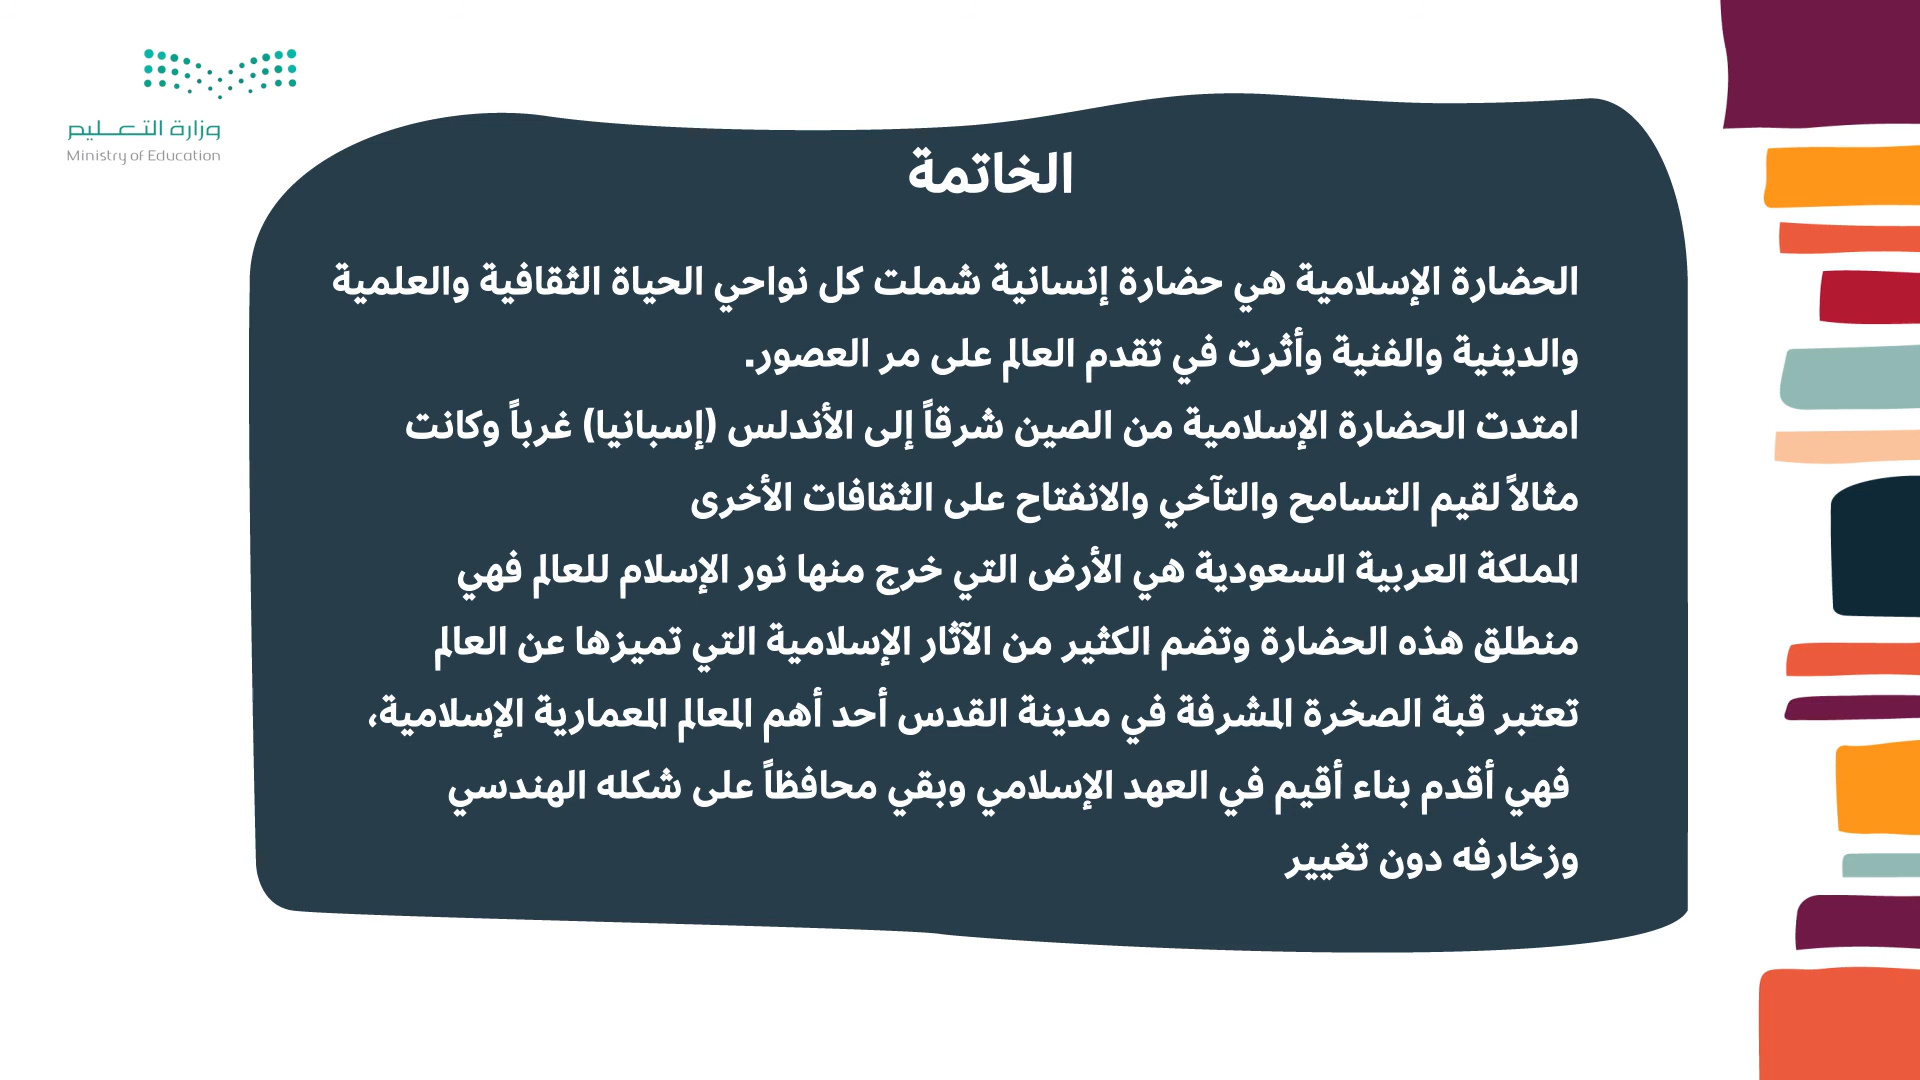 وزارة التعليم
Ministry of Education
الخاتمة
الحضارة الإسلامية هي حضارة إنسانية شملت كل نواحي الحياة الثقافية والعلمية
والدينية والفنية وأثرت في تقدم العالم على مر العصور.
امتدت الحضارة الإسلامية من الصين شرقاً إلى الأندلس (إسبانيا) غرباً وكانت
مثالاً لقيم التسامح والتآخي والانفتاح على الثقافات الأخرى
المملكة العربية السعودية هي الأرض التي خرج منها نور الإسلام للعالم فهي
منطلق هذه الحضارة وتضم الكثير من الآثار الإسلامية التي تميزها عن العالم
تعتبر قبة الصخرة المشرفة في مدينة القدس أحد أهم المعالم المعمارية الإسلامية،
فهي أقدم بناء أقيم في العهد الإسلامي وبقي محافظاً على شكله الهندسي
وزخارفه دون تغيير